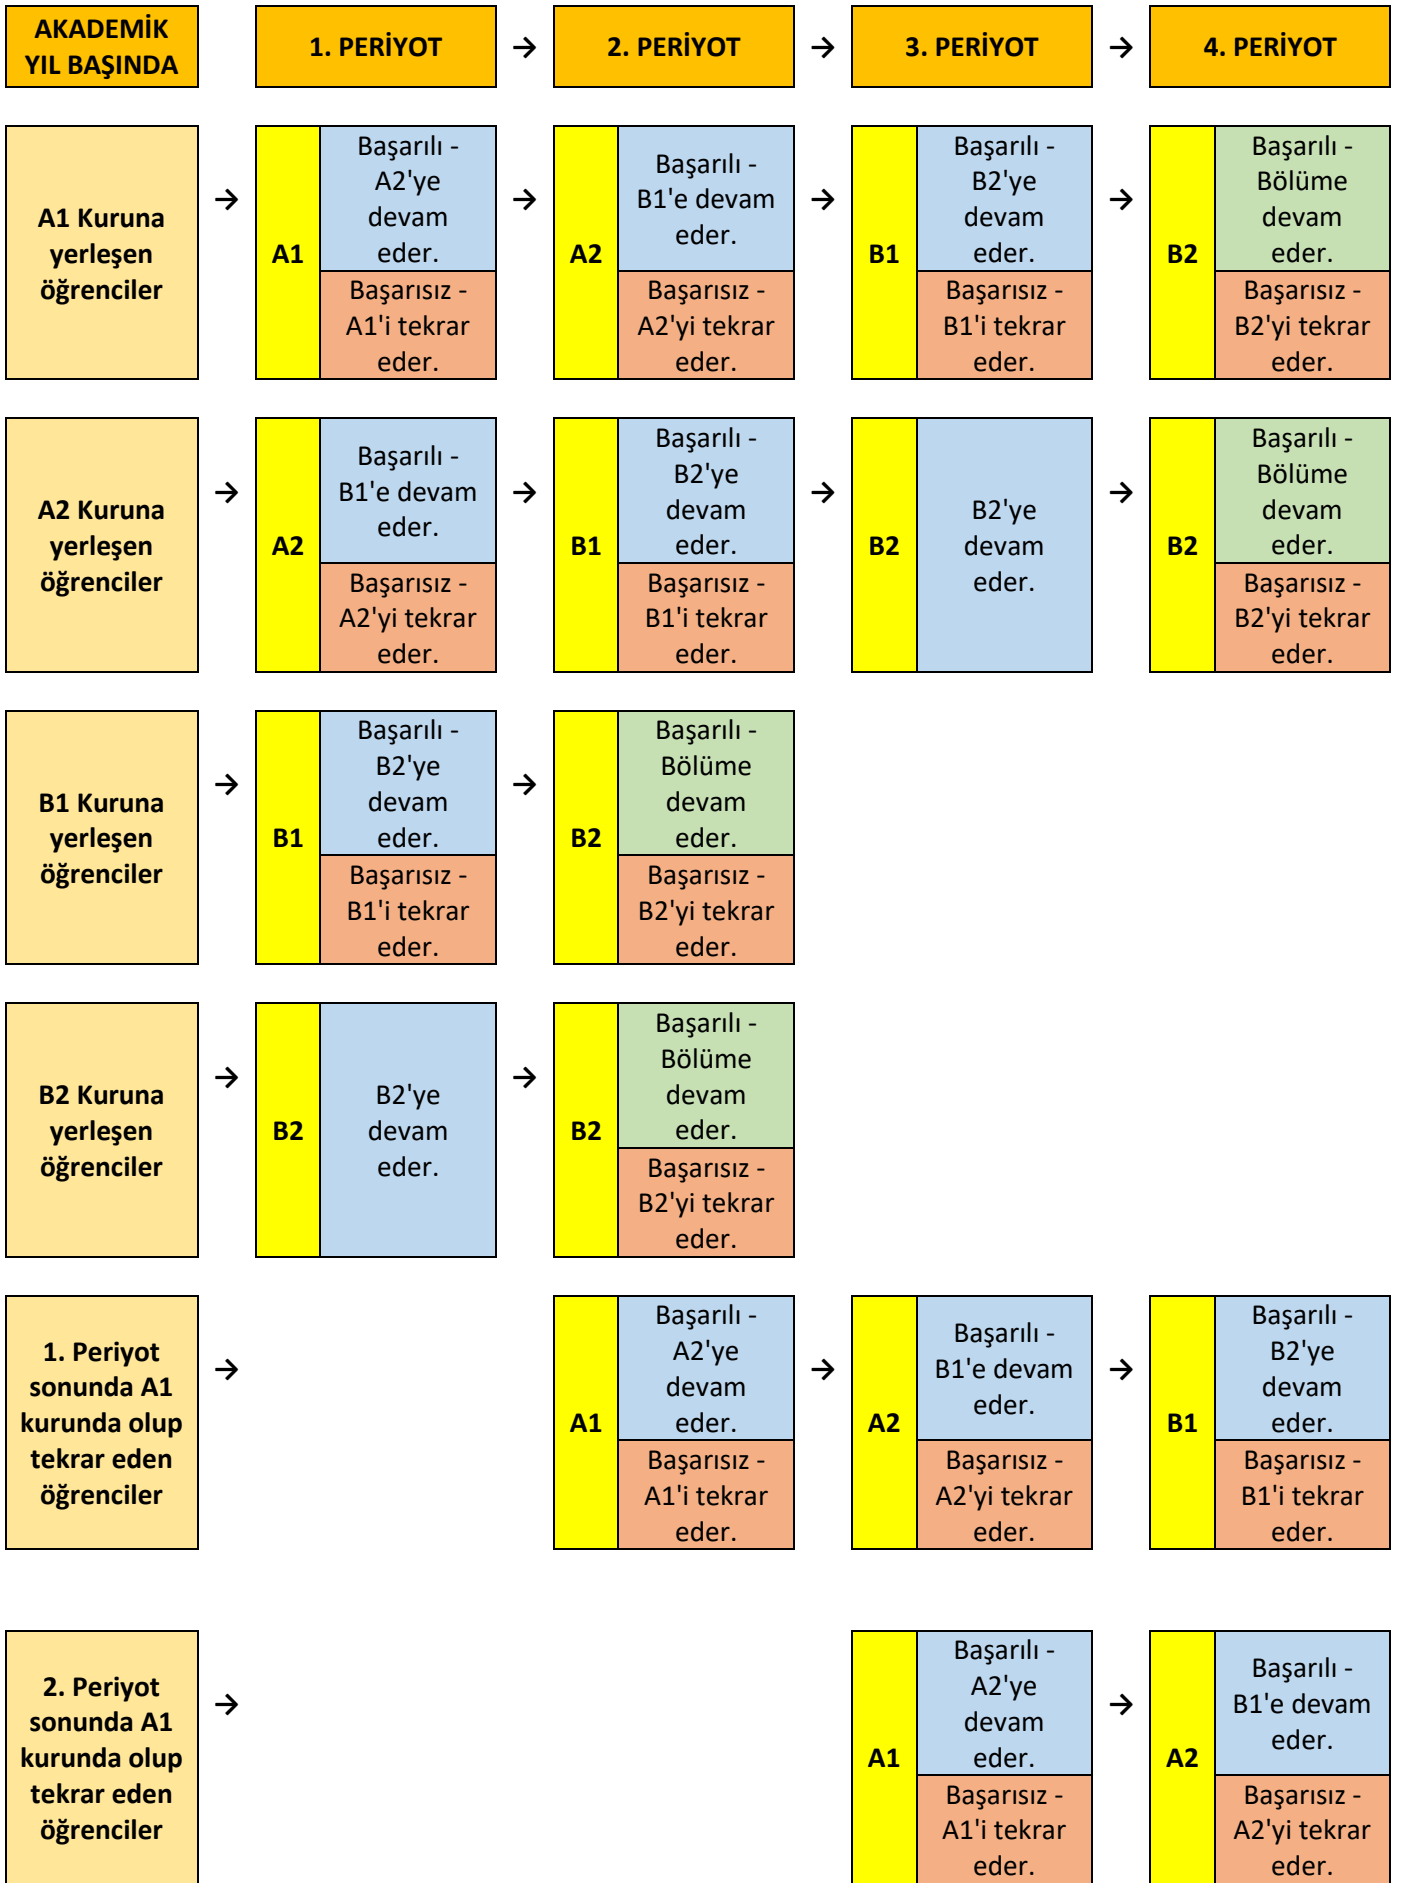 AKADEMİK
YIL BAŞINDA
1. PERİYOT
→
2. PERİYOT
→
3. PERİYOT
→
4. PERİYOT
A1 Kuruna
yerleşen
öğrenciler
→
A1
Başarılı -
A2'ye
devam
eder.
Başarısız -
A1'i tekrar
eder.
→
A2
Başarılı -
B1'e devam
eder.
Başarısız -
A2'yi tekrar
eder.
→
B1
Başarılı -
B2'ye
devam
eder.
Başarısız -
B1'i tekrar
eder.
→
B2
Başarılı -
Bölüme
devam
eder.
Başarısız -
B2'yi tekrar
eder.
A2 Kuruna
yerleşen
öğrenciler
→
A2
Başarılı -
B1'e devam
eder.
Başarısız -
A2'yi tekrar
eder.
→
B1
Başarılı -
B2'ye
devam
eder.
Başarısız -
B1'i tekrar
eder.
→
B2
B2'ye
devam
eder.
→
B2
Başarılı -
Bölüme
devam
eder.
Başarısız -
B2'yi tekrar
eder.
B1 Kuruna
yerleşen
öğrenciler
→
B1
Başarılı -
B2'ye
devam
eder.
Başarısız -
B1'i tekrar
eder.
→
B2
Başarılı -
Bölüme
devam
eder.
Başarısız -
B2'yi tekrar
eder.
B2 Kuruna
yerleşen
öğrenciler
→
B2
B2'ye
devam
eder.
→
B2
Başarılı -
Bölüme
devam
eder.
Başarısız -
B2'yi tekrar
eder.
1. Periyot
sonunda A1
kurunda olup
tekrar eden
öğrenciler
→
A1
Başarılı -
A2'ye
devam
eder.
Başarısız -
A1'i tekrar
eder.
→
A2
Başarılı -
B1'e devam
eder.
Başarısız -
A2'yi tekrar
eder.
→
B1
Başarılı -
B2'ye
devam
eder.
Başarısız -
B1'i tekrar
eder.
2. Periyot
sonunda A1
kurunda olup
tekrar eden
öğrenciler
→
A1
Başarılı -
A2'ye
devam
eder.
Başarısız -
A1'i tekrar
eder.
→
A2
Başarılı -
B1'e devam
eder.
Başarısız -
A2'yi tekrar
eder.